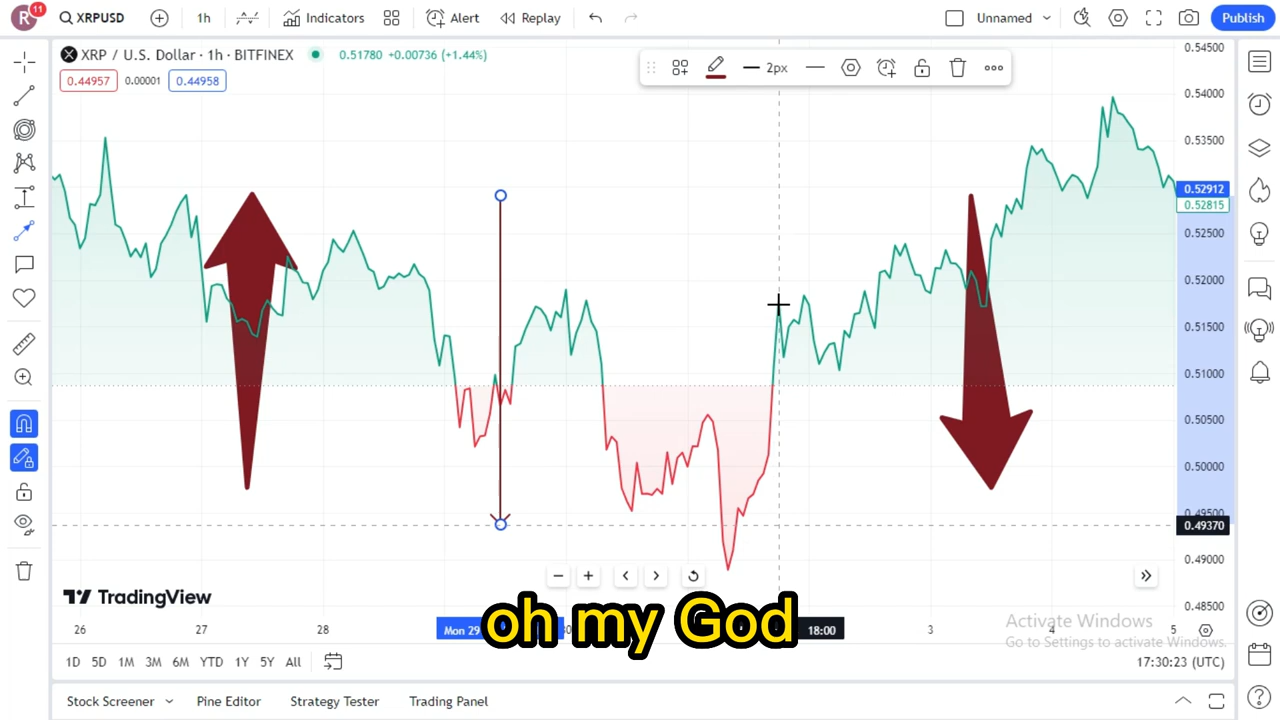 R 11 XRPUSD 1h Indicators Alert Replay Unnamed Publish
XRP / U.S. Dollar · 1h · BITFINEX 0.51780 +0.00736 (+1.44%)
0.44957 0.00001 0.44958
2px
0.54500
0.54000
0.53500
0.52912
0.52815
0.52500
0.52000
0.51500
0.51000
0.50500
0.50000
0.49500
0.49370
0.49000
0.48500
TradingView
oh my God
Activate Windows
Go to Settings to activate Windows.
26 27 28 Mon 29 18:00 3 4 5
1D 5D 1M 3M 6M YTD 1Y 5Y All 17:30:23 (UTC)
Stock Screener Pine Editor Strategy Tester Trading Panel